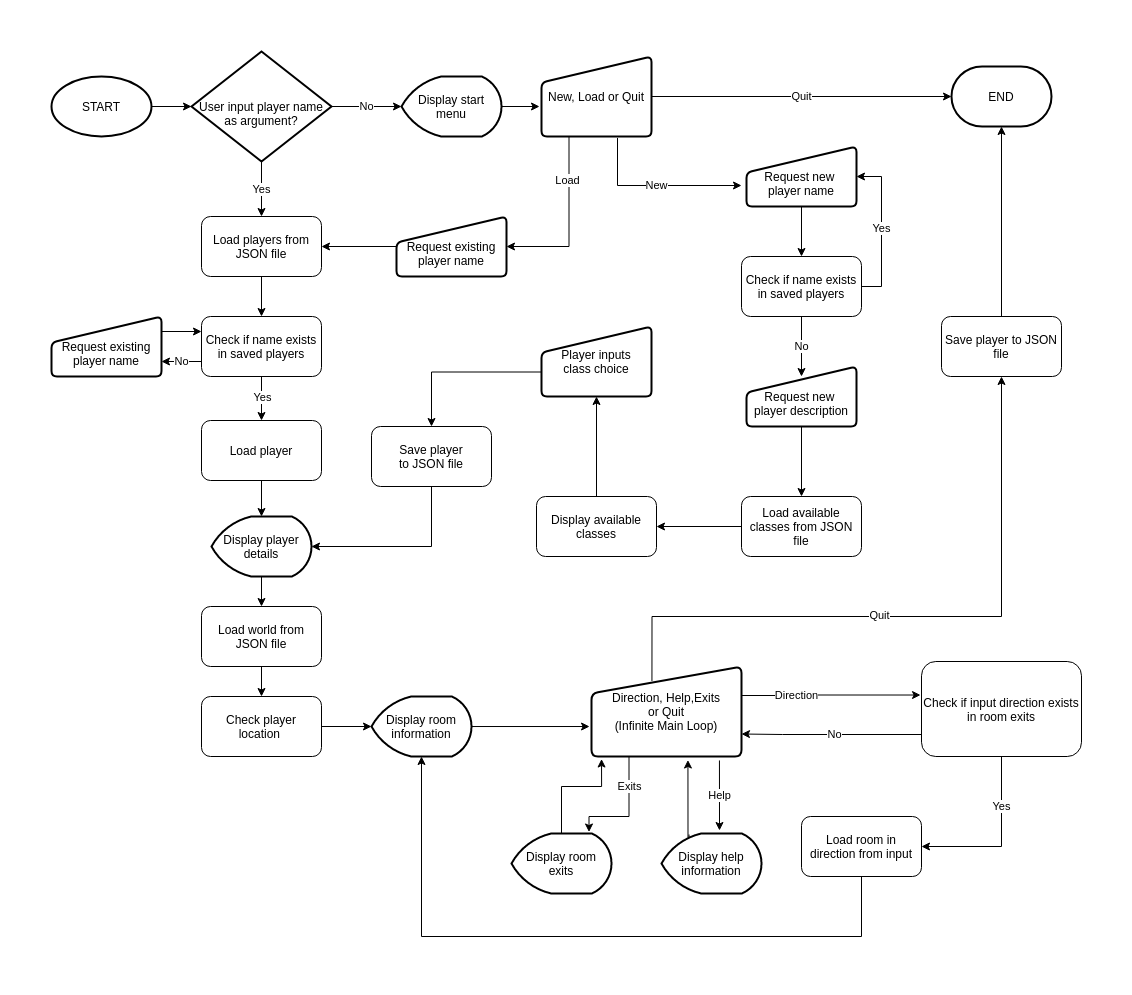 START
User input player name
as argument?
No
Display start
menu
New, Load or Quit
Quit
END
Yes
Load
New
Request new
player name
Yes
Load players from
JSON file
Request existing
player name
Check if name exists
in saved players
Request existing
player name
No
Check if name exists
in saved players
Player inputs
class choice
No
Save player to JSON
file
Yes
Request new
player description
Load player
Save player
to JSON file
Display available
classes
Load available
classes from JSON
file
Display player
details
Load world from
JSON file
Quit
Check player
location
Display room
information
Direction, Help,Exits
or Quit
(Infinite Main Loop)
Direction
No
Check if input direction exists
in room exits
Exits
Help
Yes
Display room
exits
Display help
information
Load room in
direction from input